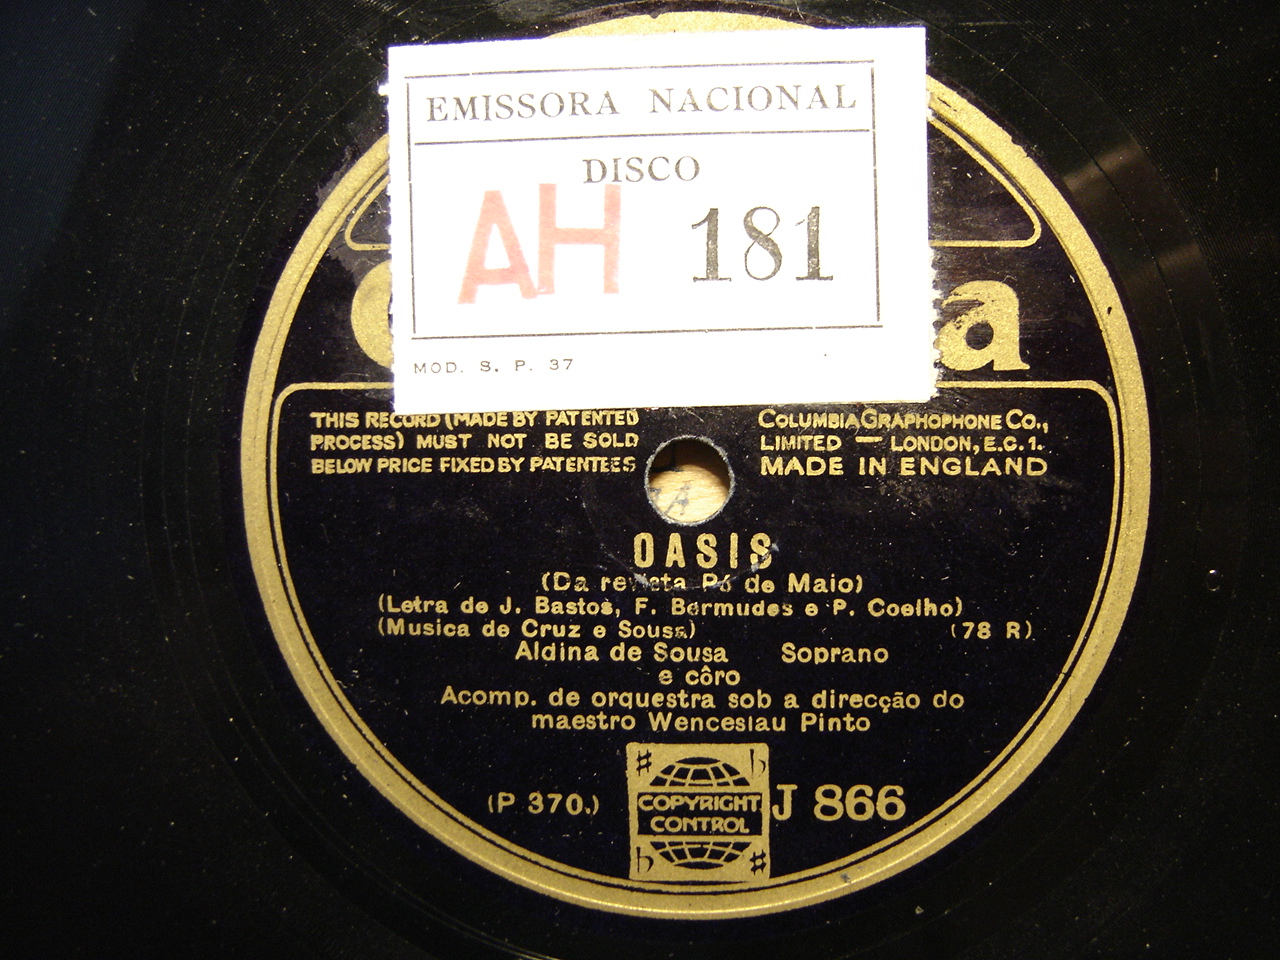 EMISSORA NACIONAL
DISCO
AH 181
MOD. S. P. 37
THIS RECORD (MADE BY PATENTED
PROCESS) MUST NOT BE SOLD
BELOW PRICE FIXED BY PATENTEES
COLUMBIA GRAPHOPHONE CO.,
LIMITED — LONDON, E.C.1.
MADE IN ENGLAND
OASIS
(Da revista Pó de Maio)
(Letra de J. Bastos, F. Bermudes e P. Coelho)
(Musica de Cruz e Sousa) (78 R)
Aldina de Sousa Soprano
e côro
Acomp. de orquestra sob a direcção do
maestro Wenceslau Pinto
(P 370.)
COPYRIGHT
CONTROL
J 866